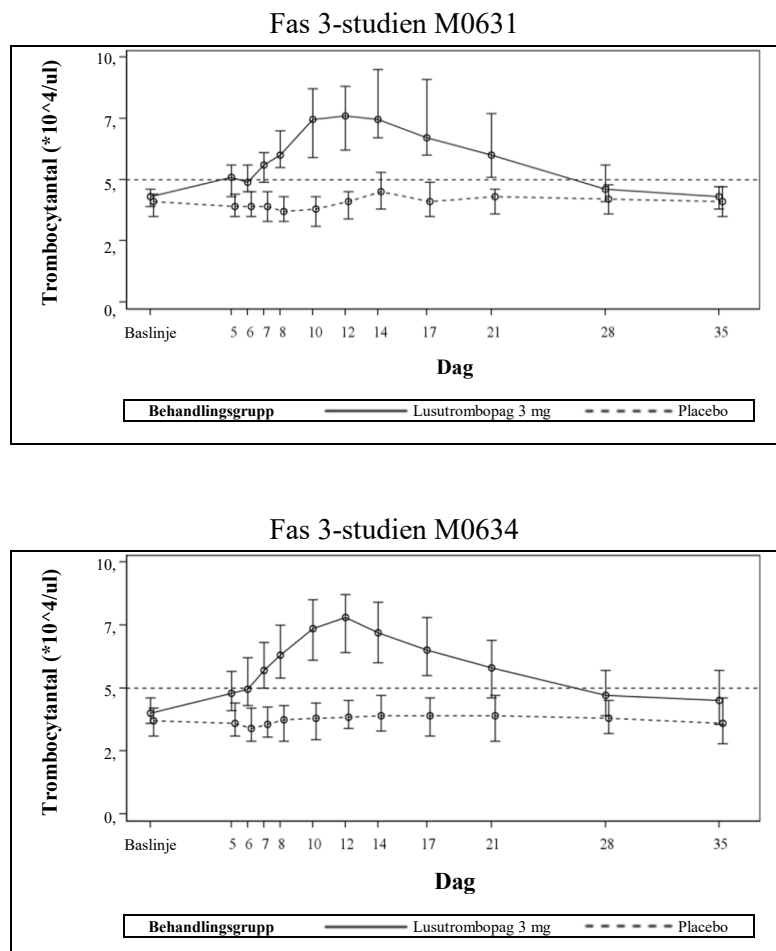 Fas 3-studien M0631
Trombocytantal (*10^4/ul)
10,
7,
5,
2,
0,
Baslinje 5 6 7 8 10 12 14 17 21 28 35
Dag
Behandlingsgrupp Lusutrombopag 3 mg Placebo
Fas 3-studien M0634
Trombocytantal (*10^4/ul)
10,
7,
5,
2,
0,
Baslinje 5 6 7 8 10 12 14 17 21 28 35
Dag
Behandlingsgrupp Lusutrombopag 3 mg Placebo